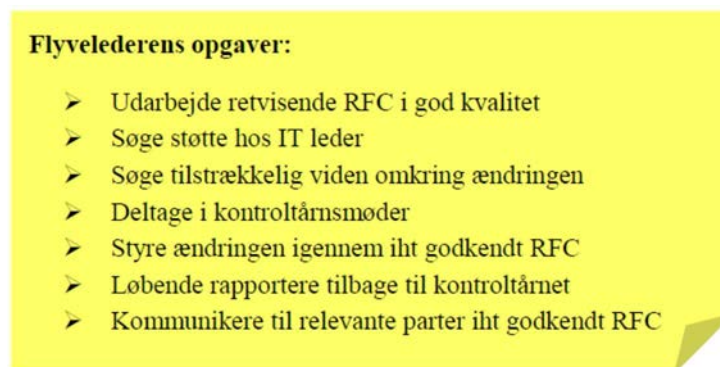 Flyvelederens opgaver:
➢ Udarbejde retvisende RFC i god kvalitet
➢ Søge støtte hos IT leder
➢ Søge tilstrækkelig viden omkring ændringen
➢ Deltage i kontroltårnsmøder
➢ Styre ændringen igennem iht godkendt RFC
➢ Løbende rapportere tilbage til kontroltårnet
➢ Kommunikere til relevante parter iht godkendt RFC